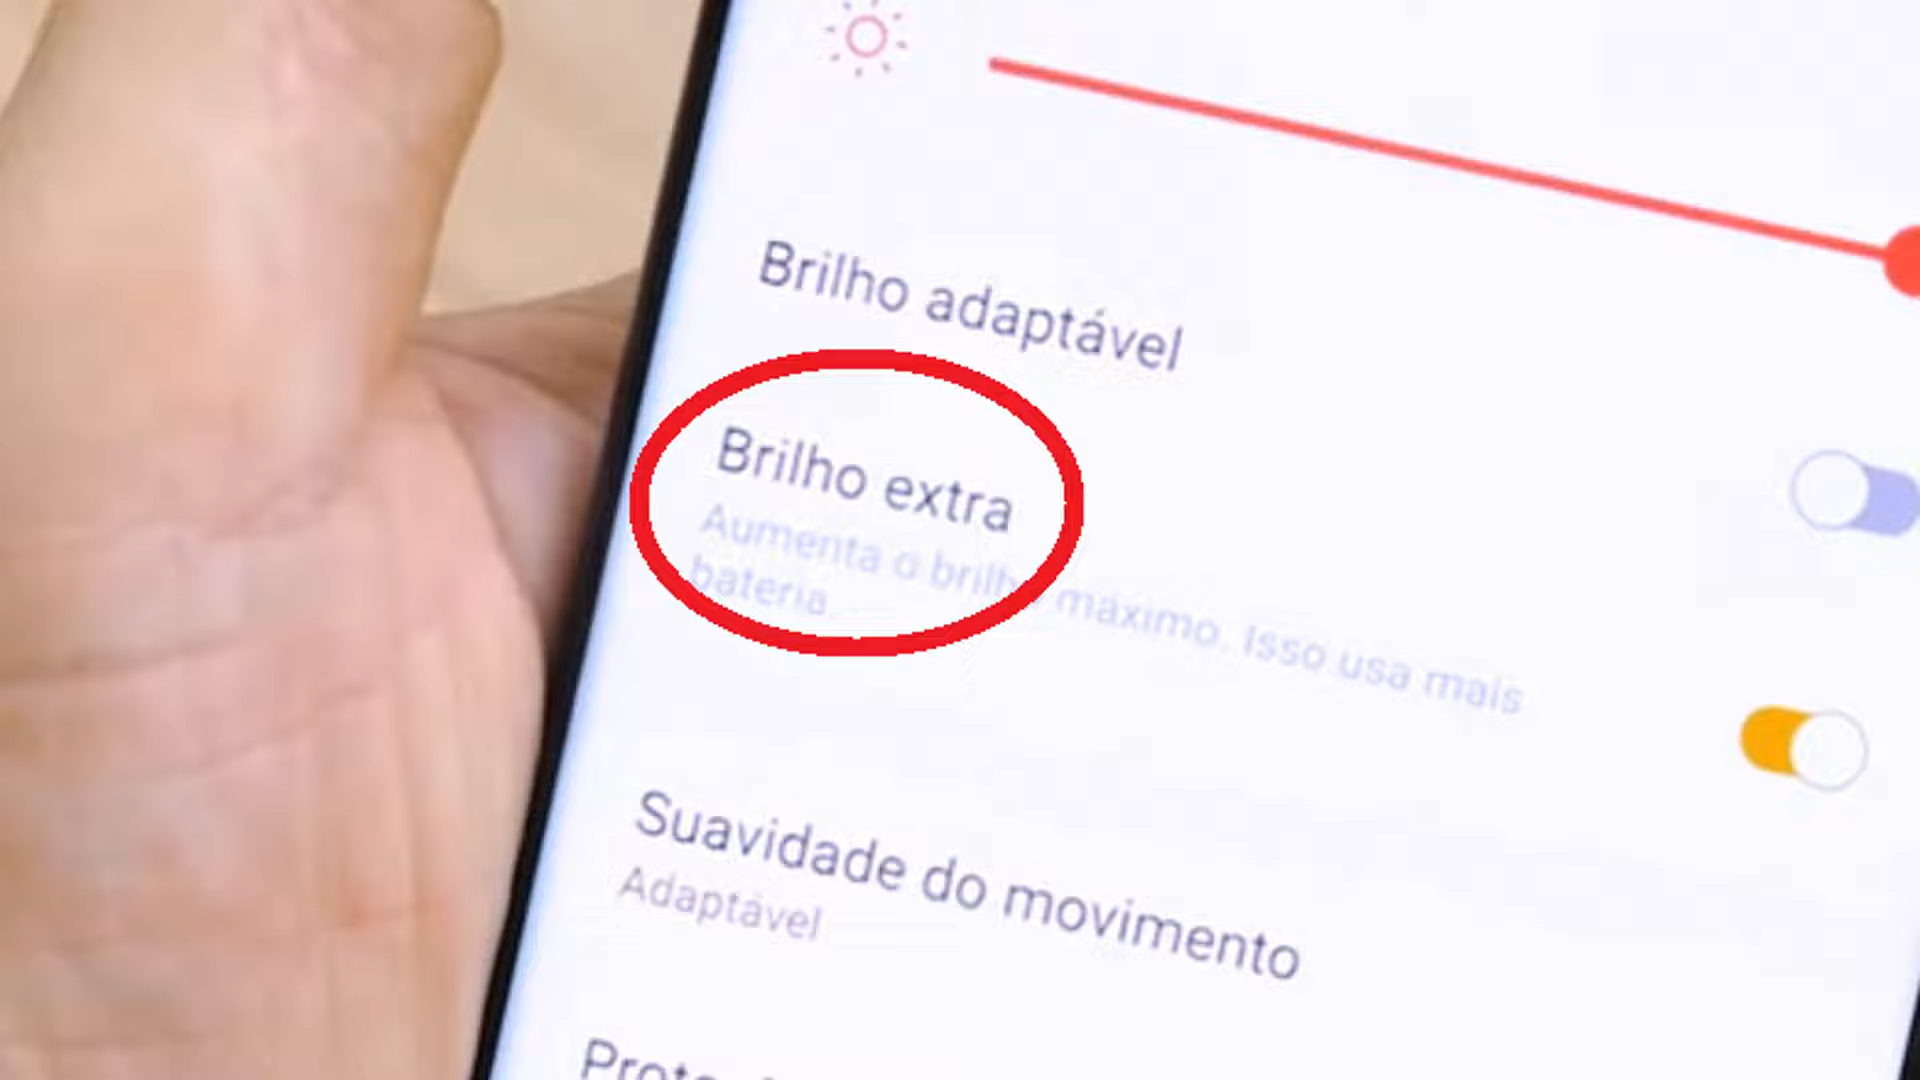 Brilho adaptável
Brilho extra
Aumenta o brilho máximo. Isso usa mais
bateria.
Suavidade do movimento
Adaptável